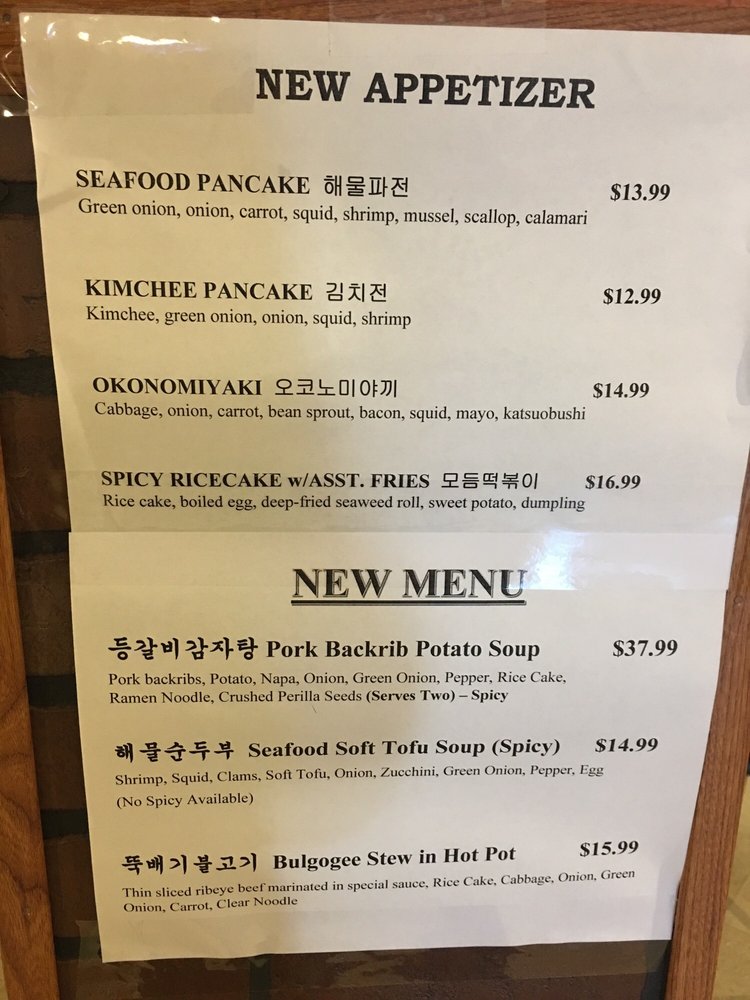 NEW APPETIZER
SEAFOOD PANCAKE 해물파전 $13.99
Green onion, onion, carrot, squid, shrimp, mussel, scallop, calamari
KIMCHEE PANCAKE 김치전 $12.99
Kimchee, green onion, onion, squid, shrimp
OKONOMIYAKI 오코노미야끼 $14.99
Cabbage, onion, carrot, bean sprout, bacon, squid, mayo, katsuobushi
SPICY RICECAKE w/ASST. FRIES 모듬떡볶이 $16.99
Rice cake, boiled egg, deep-fried seaweed roll, sweet potato, dumpling
NEW MENU
등갈비감자탕 Pork Backrib Potato Soup $37.99
Pork backribs, Potato, Napa, Onion, Green Onion, Pepper, Rice Cake,
Ramen Noodle, Crushed Perilla Seeds (Serves Two) – Spicy
해물순두부 Seafood Soft Tofu Soup (Spicy) $14.99
Shrimp, Squid, Clams, Soft Tofu, Onion, Zucchini, Green Onion, Pepper, Egg
(No Spicy Available)
뚝배기불고기 Bulgogee Stew in Hot Pot $15.99
Thin sliced ribeye beef marinated in special sauce, Rice Cake, Cabbage, Onion, Green
Onion, Carrot, Clear Noodle